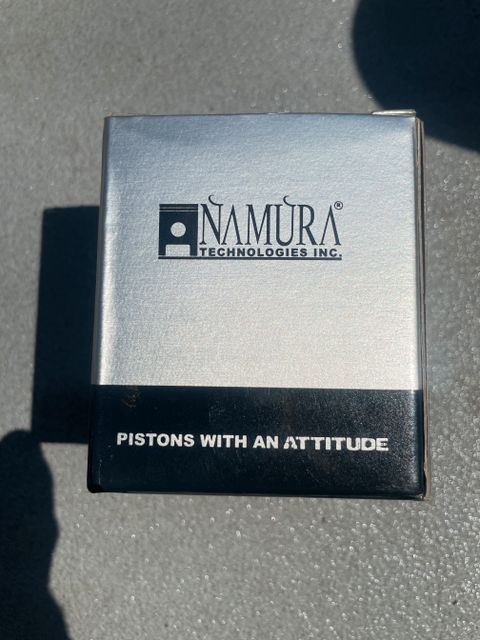 NAMURA®
TECHNOLOGIES INC.
PISTONS WITH AN ATTITUDE